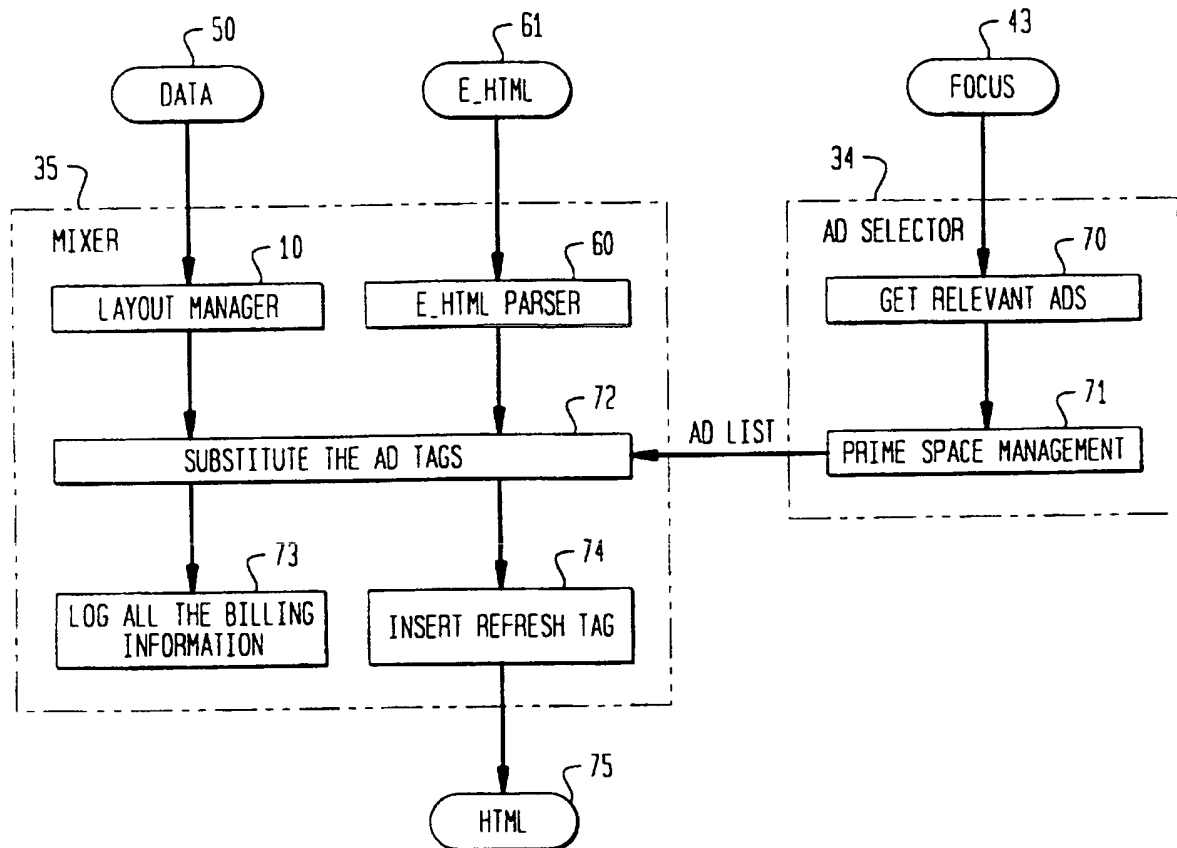 50
61
43
DATA
E_HTML
FOCUS
35
34
MIXER
10
60
AD SELECTOR
70
LAYOUT MANAGER
E_HTML PARSER
GET RELEVANT ADS
72
71
AD LIST
SUBSTITUTE THE AD TAGS
PRIME SPACE MANAGEMENT
73
74
LOG ALL THE BILLING
INFORMATION
INSERT REFRESH TAG
75
HTML